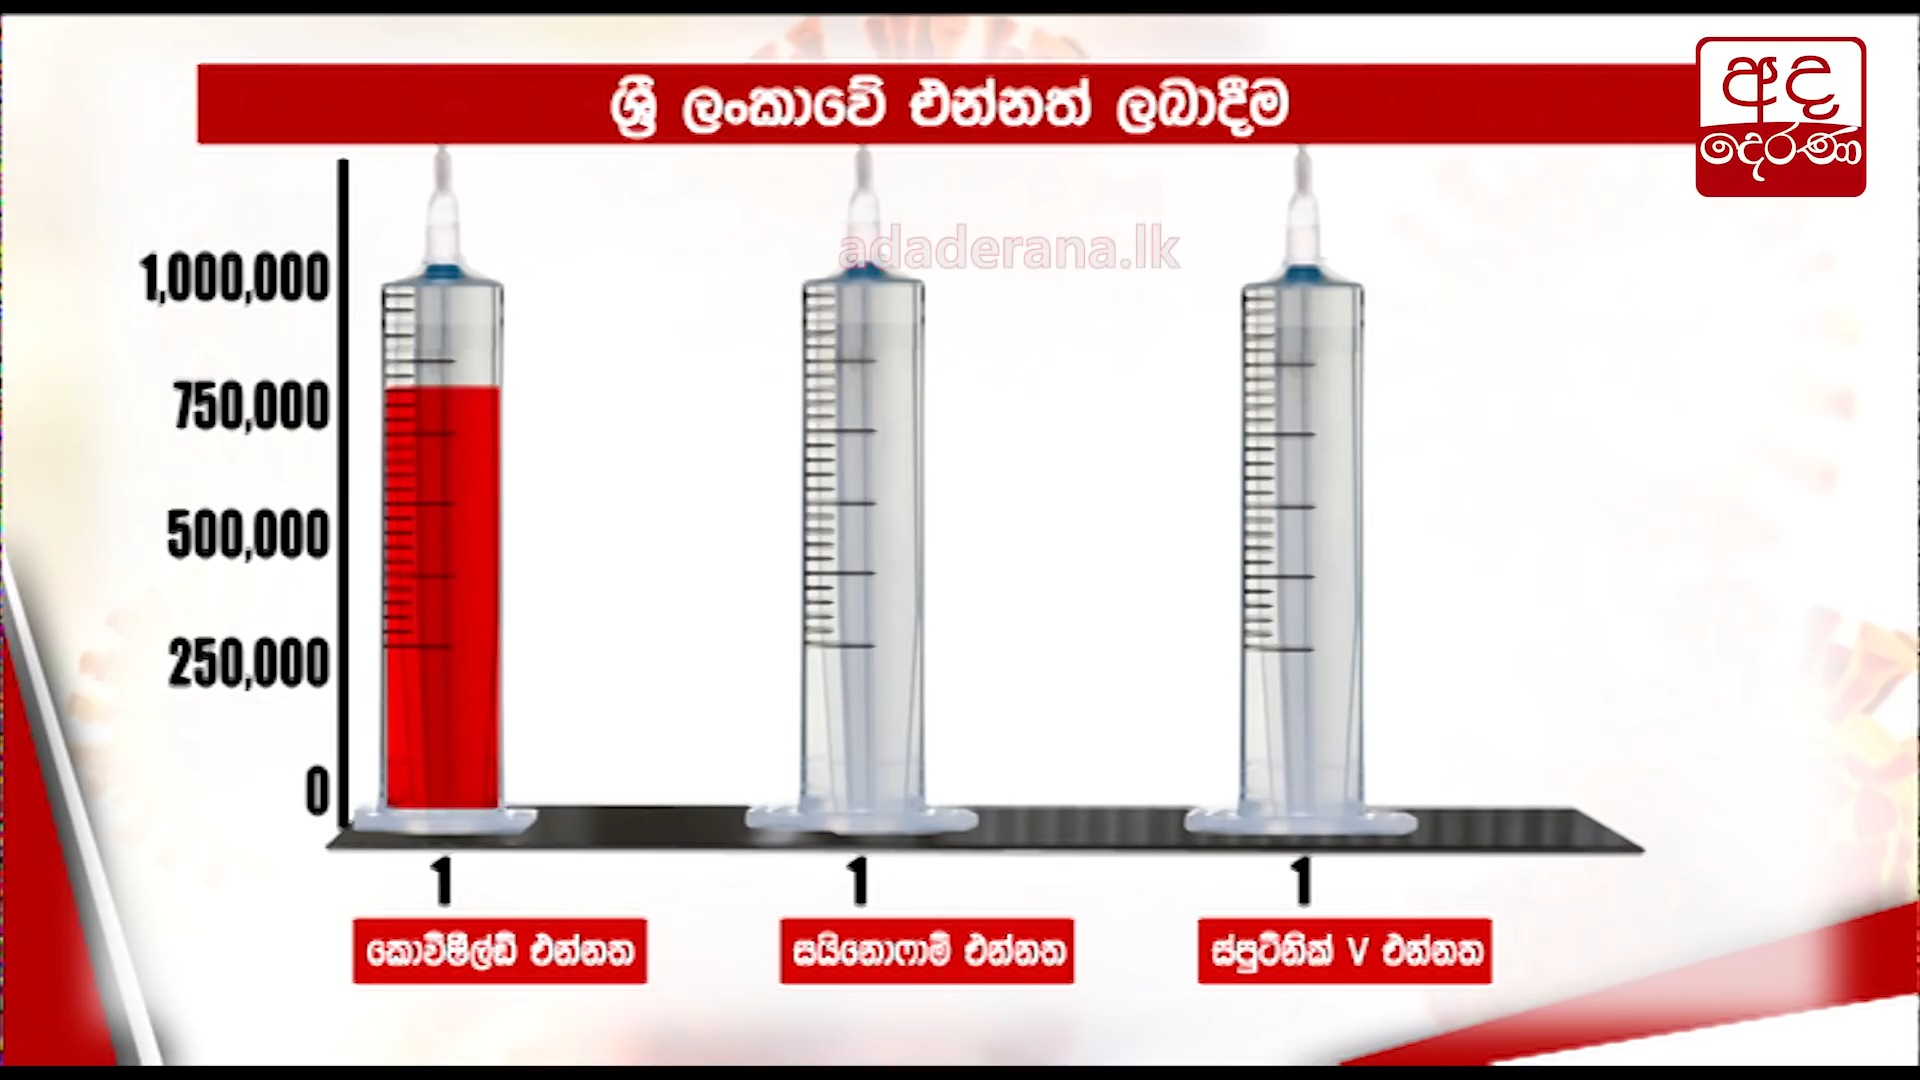 ශ්‍රී ලංකාවේ එන්නත් ලබාදීම
අද
දෙරණ
adaderana.lk
1,000,000
750,000
500,000
250,000
0
1 1 1
කොවිෂීල්ඩ් එන්නත
සයිනොෆාම් එන්නත
ස්පුට්නික් V එන්නත